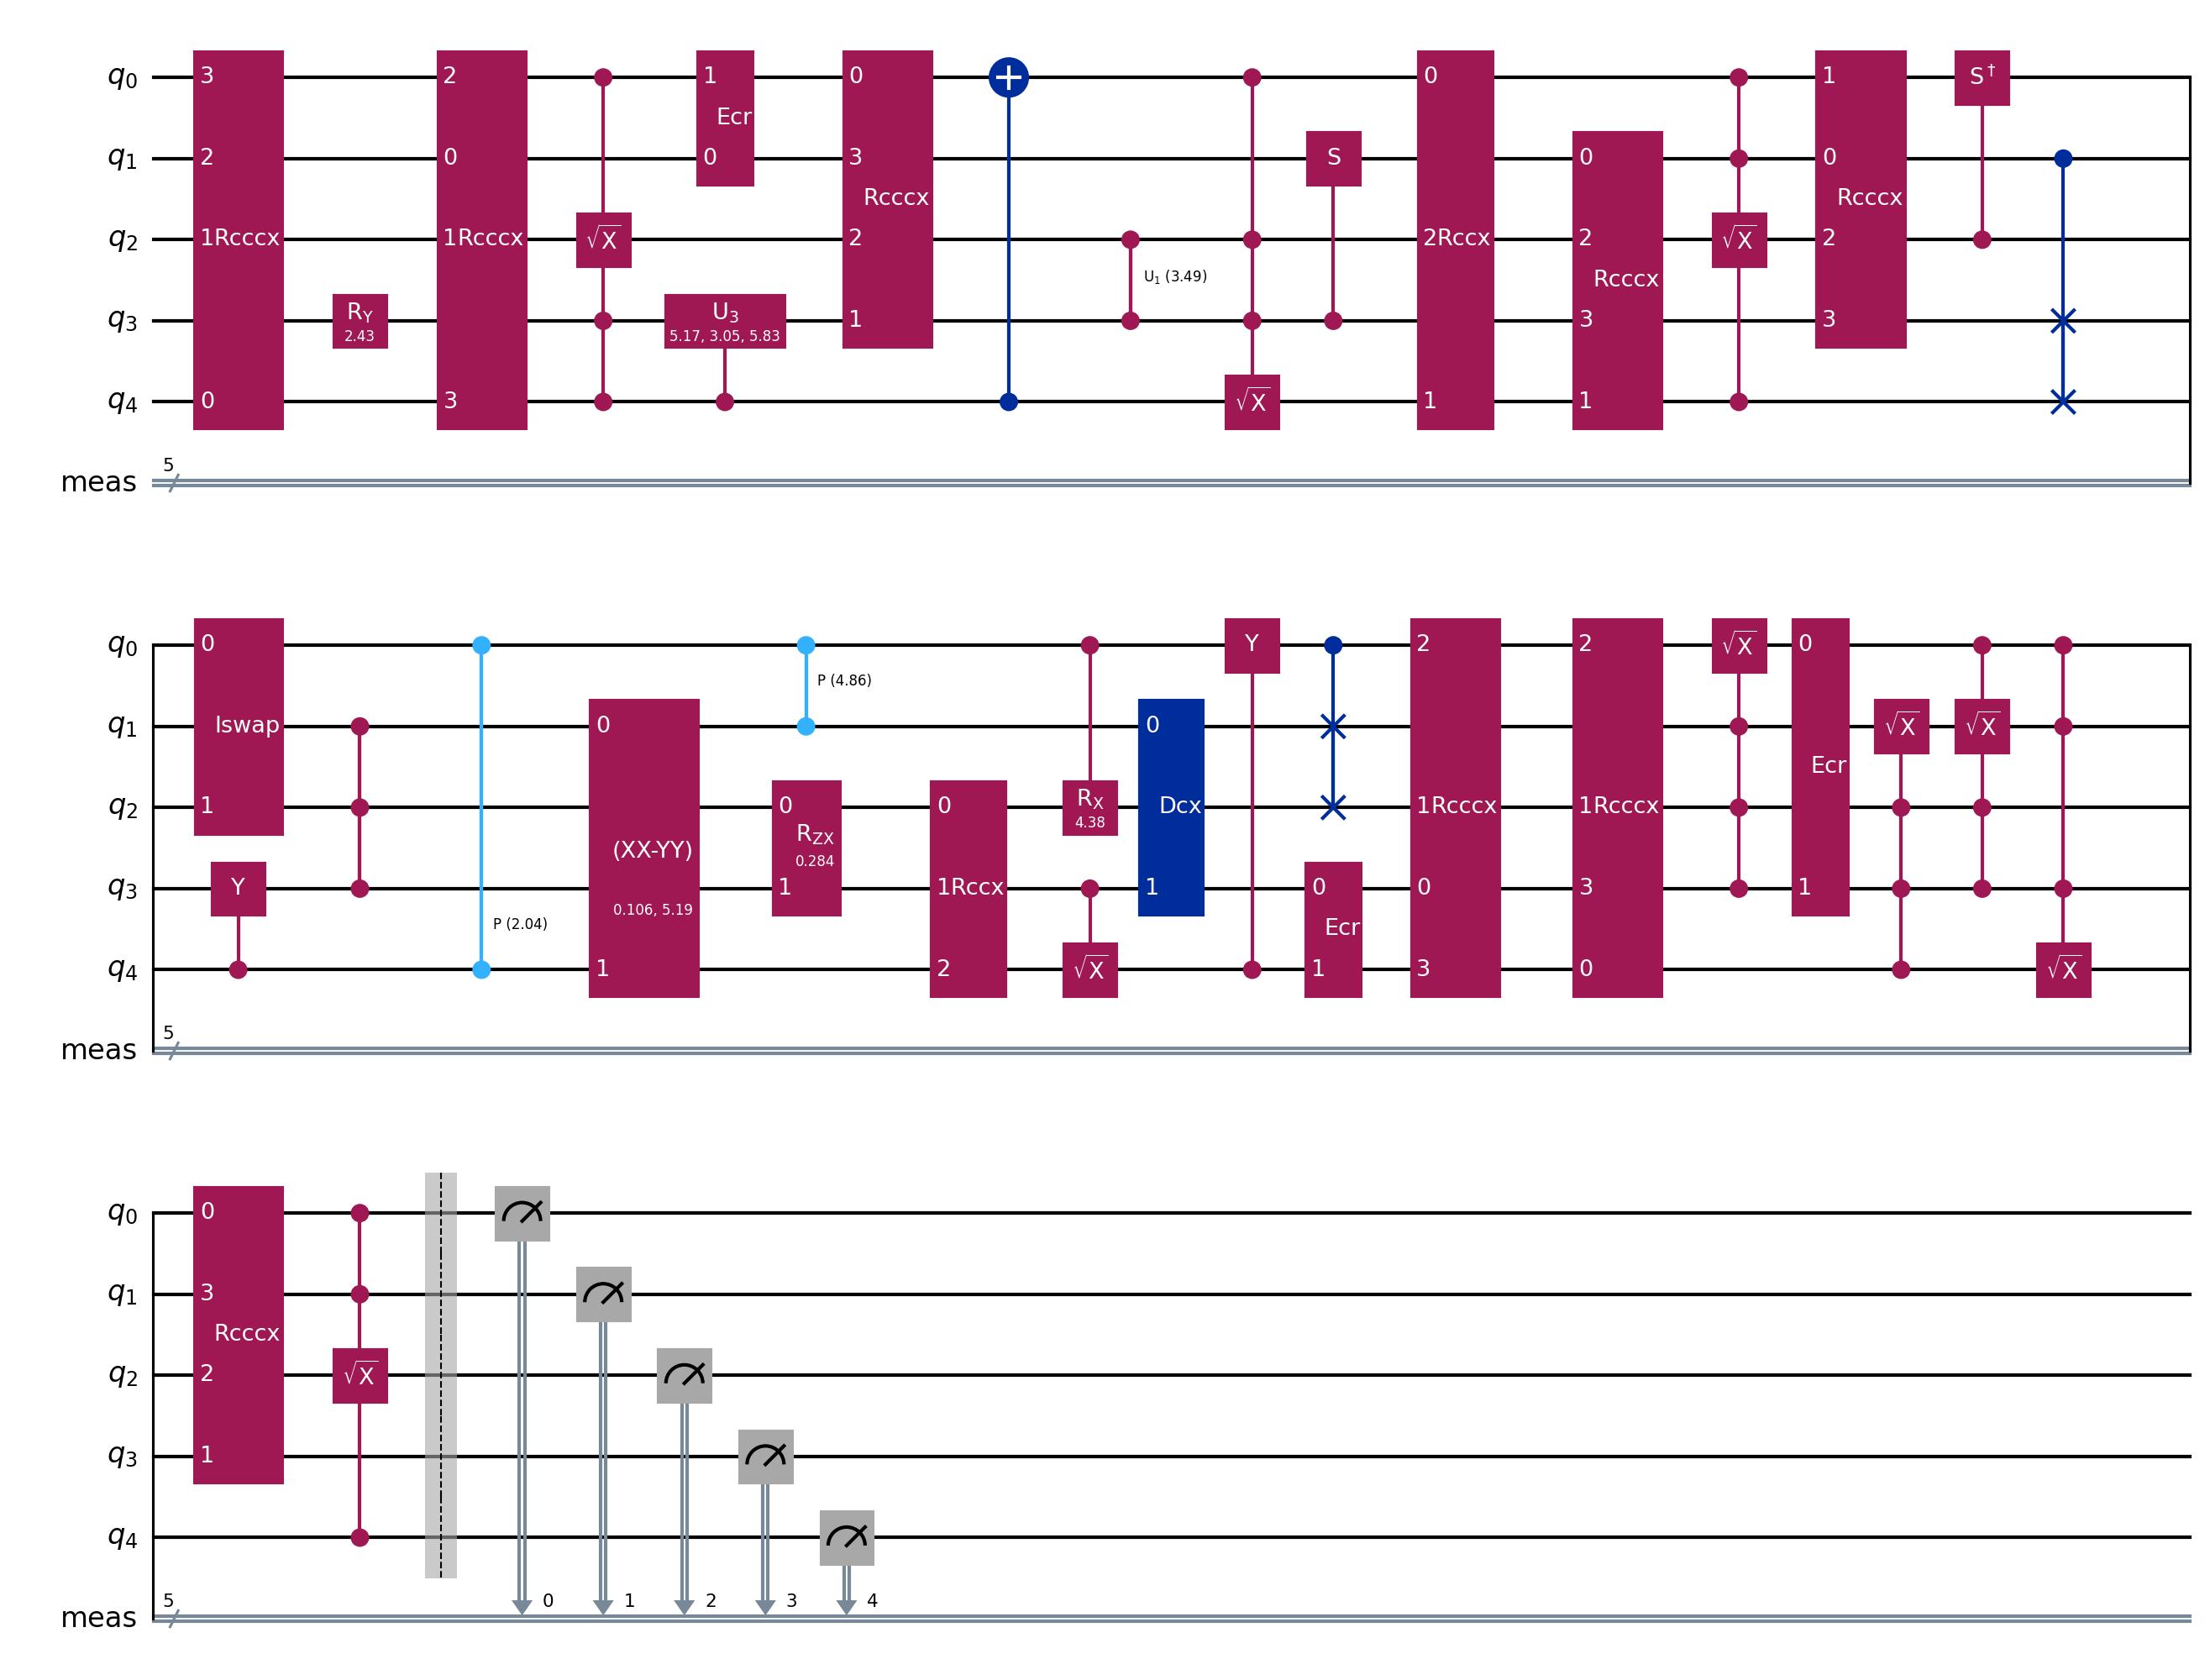 q0 3 2 1 Ecr 0 0 1 S†
q1 2 0 0 3 Rcccx S 0 0 Rcccx
q2 1Rcccx 1Rcccx √X 2 U1 (3.49) 2Rccx 2 Rcccx √X 2
q3 RY 2.43 U3 5.17, 3.05, 5.83 1 3 3
q4 0 3 √X 1 1
meas 5
q0 0 P (4.86) Y 2 2 √X 0
q1 Iswap 0 0 Ecr √X √X
q2 1 (XX-YY) 0 RZX 0.284 0 RX 4.38 Dcx 1Rcccx 1Rcccx
q3 Y P (2.04) 0.106, 5.19 1 1Rccx 1 0 Ecr 0 3 1
q4 1 2 √X 1 3 0 √X
meas 5
q0 0
q1 3 Rcccx
q2 2 √X
q3 1
q4
meas 5 0 1 2 3 4